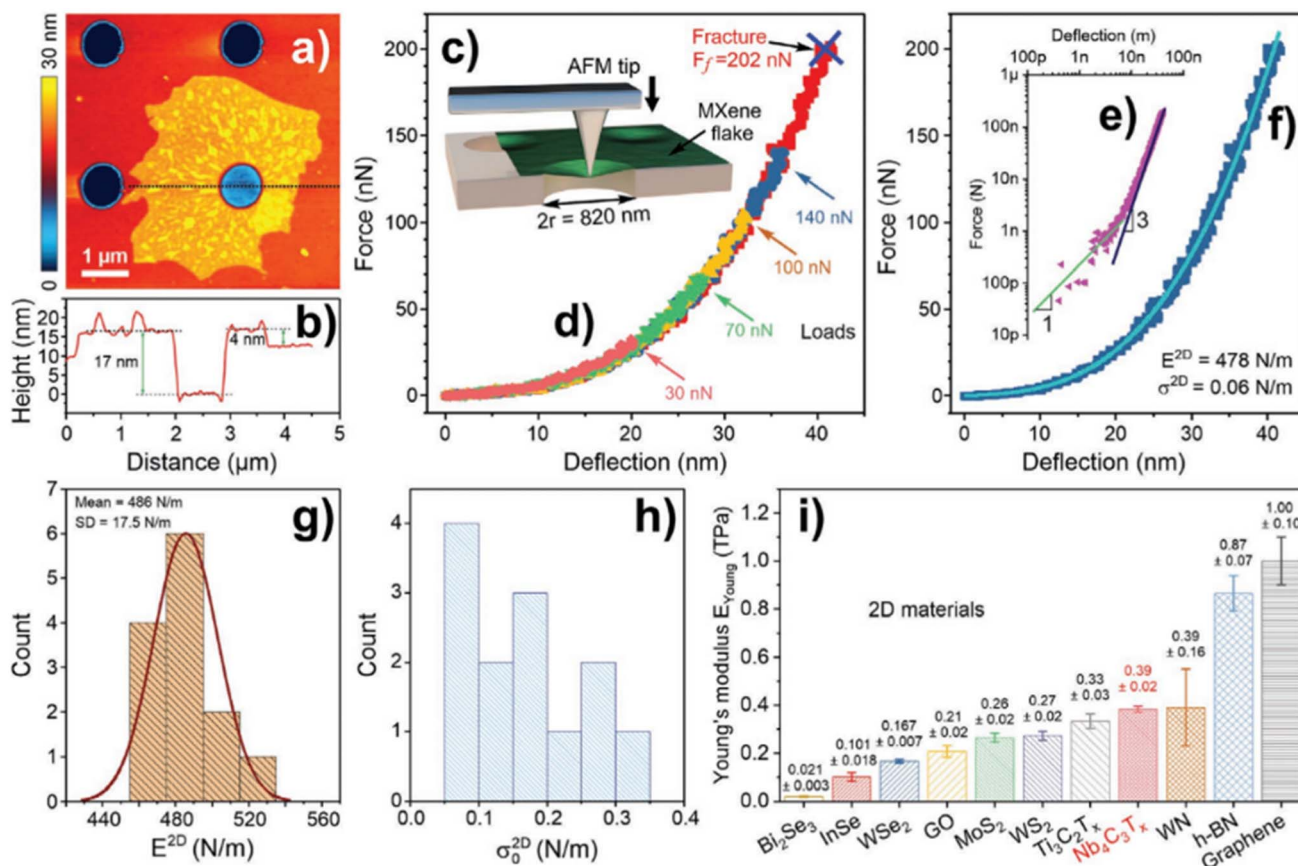 30 nm
0
a)
1 μm
Height (nm)
20
15
10
5
0
b)
17 nm
4 nm
0 1 2 3 4 5
Distance (μm)
c)
Fracture
F_f=202 nN
AFM tip
MXene
flake
2r = 820 nm
Force (nN)
200
150
100
50
0
d)
140 nN
100 nN
70 nN
30 nN
Loads
0 10 20 30 40
Deflection (nm)
Deflection (m)
100p 1n 10n 100n
Force (N)
1μ
100n
10n
1n
100p
10p
e)
3
1
f)
Force (nN)
200
150
100
50
0
E^2D = 478 N/m
σ^2D = 0.06 N/m
0 10 20 30 40
Deflection (nm)
g)
Mean = 486 N/m
SD = 17.5 N/m
Count
7
6
5
4
3
2
1
0
440 480 520 560
E^2D (N/m)
h)
Count
4
3
2
1
0
0.0 0.1 0.2 0.3 0.4
σ₀^2D (N/m)
i)
Young's modulus E_Young (TPa)
1.2
1.0
0.8
0.6
0.4
0.2
0.0
2D materials
0.021
± 0.003
0.101
± 0.018
0.167
± 0.007
0.21
± 0.02
0.26
± 0.02
0.27
± 0.02
0.33
± 0.03
0.39
± 0.02
0.39
± 0.16
0.87
± 0.07
1.00
± 0.10
Bi₂Se₃
InSe
WSe₂
GO
MoS₂
WS₂
Ti₃C₂Tₓ
Nb₄C₃Tₓ
WN
h-BN
Graphene